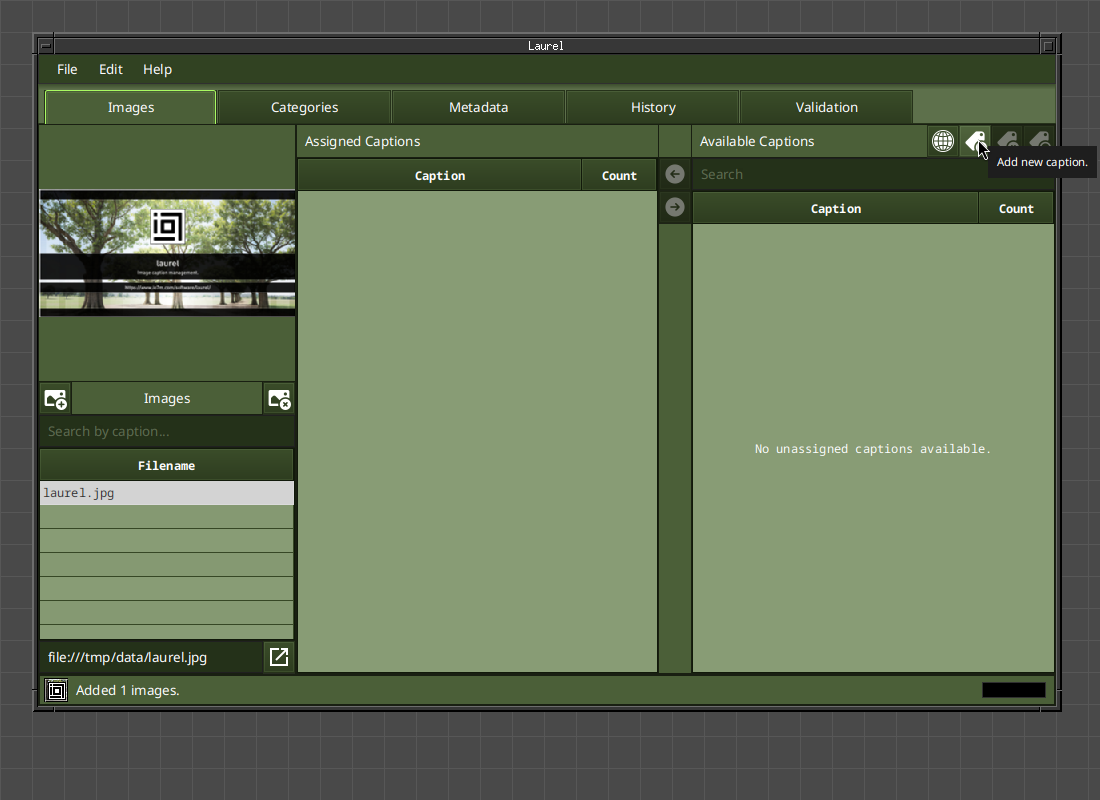 Laurel
File Edit Help
Images Categories Metadata History Validation
Assigned Captions
Available Captions
Add new caption.
Caption Count
Search
Caption Count
laurel
Image caption management.
https://www.io7m.com/software/laurel/
No unassigned captions available.
Images
Search by caption...
Filename
laurel.jpg
file:///tmp/data/laurel.jpg
Added 1 images.